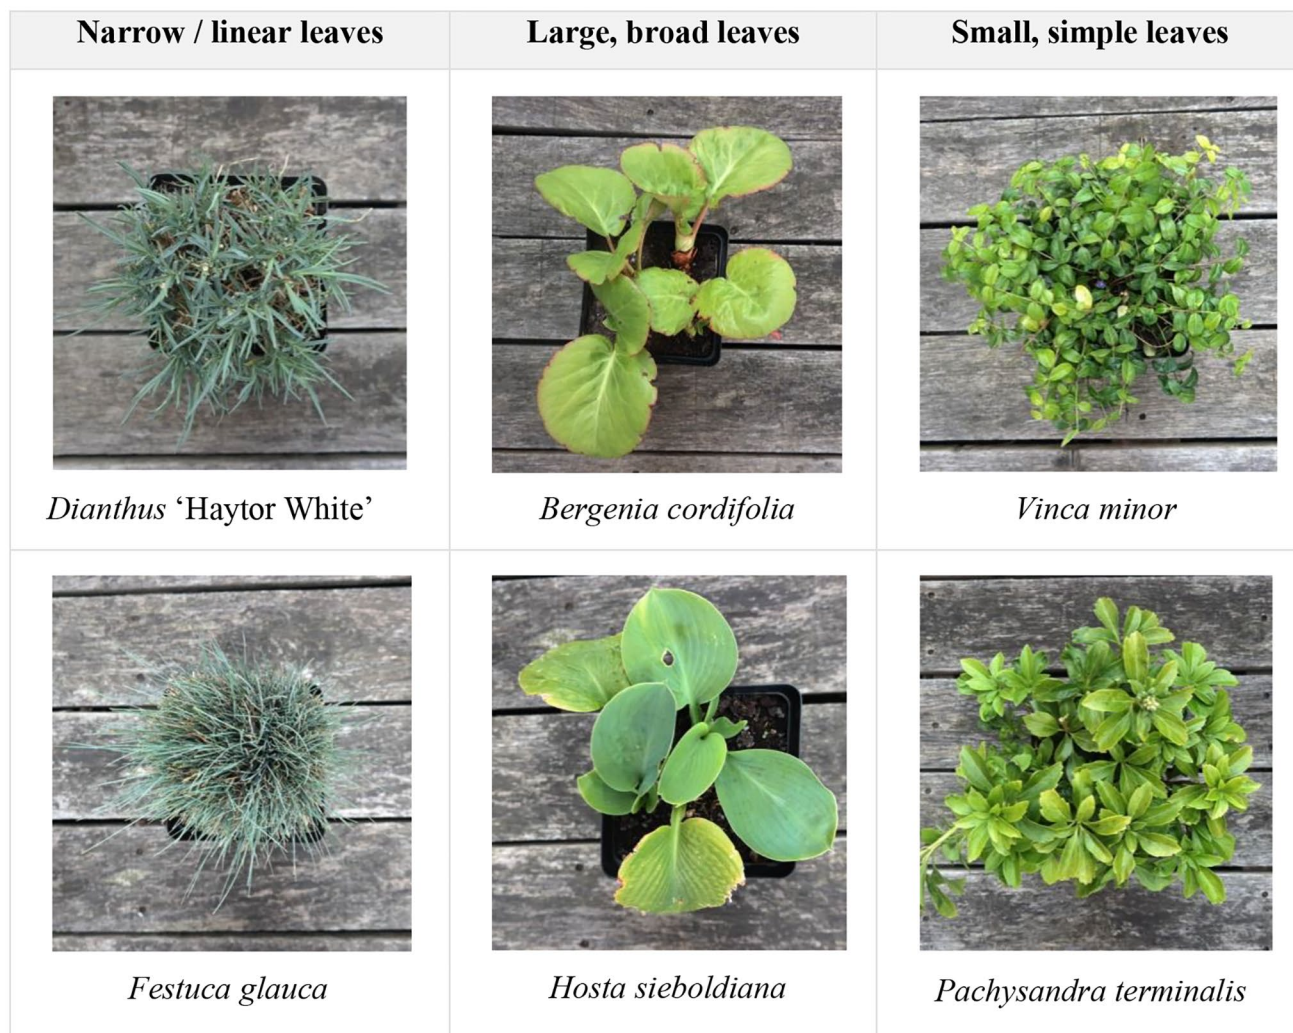 Narrow / linear leaves
Large, broad leaves
Small, simple leaves
Dianthus ‘Haytor White’
Bergenia cordifolia
Vinca minor
Festuca glauca
Hosta sieboldiana
Pachysandra terminalis